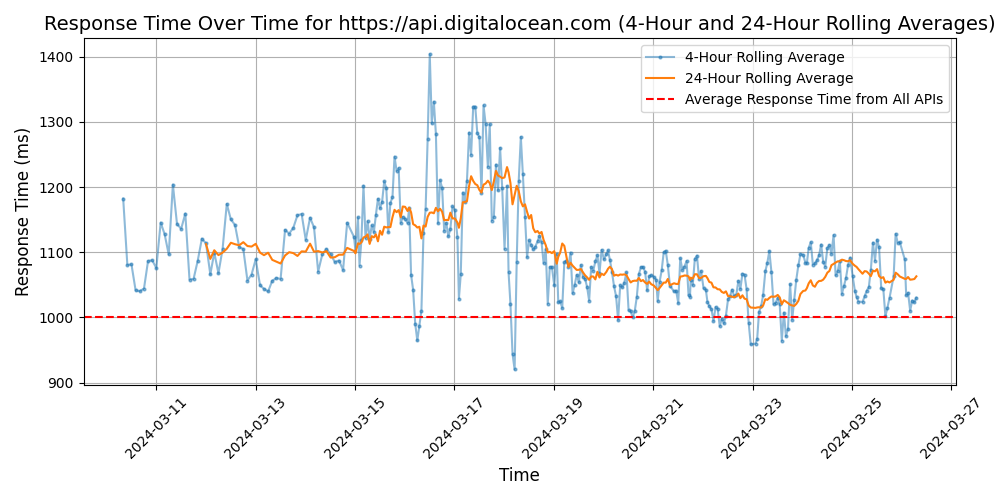 Response Time Over Time for https://api.digitalocean.com (4-Hour and 24-Hour Rolling Averages)
4-Hour Rolling Average
24-Hour Rolling Average
Average Response Time from All APIs
Response Time (ms)
1400
1300
1200
1100
1000
900
2024-03-11
2024-03-13
2024-03-15
2024-03-17
2024-03-19
2024-03-21
2024-03-23
2024-03-25
2024-03-27
Time